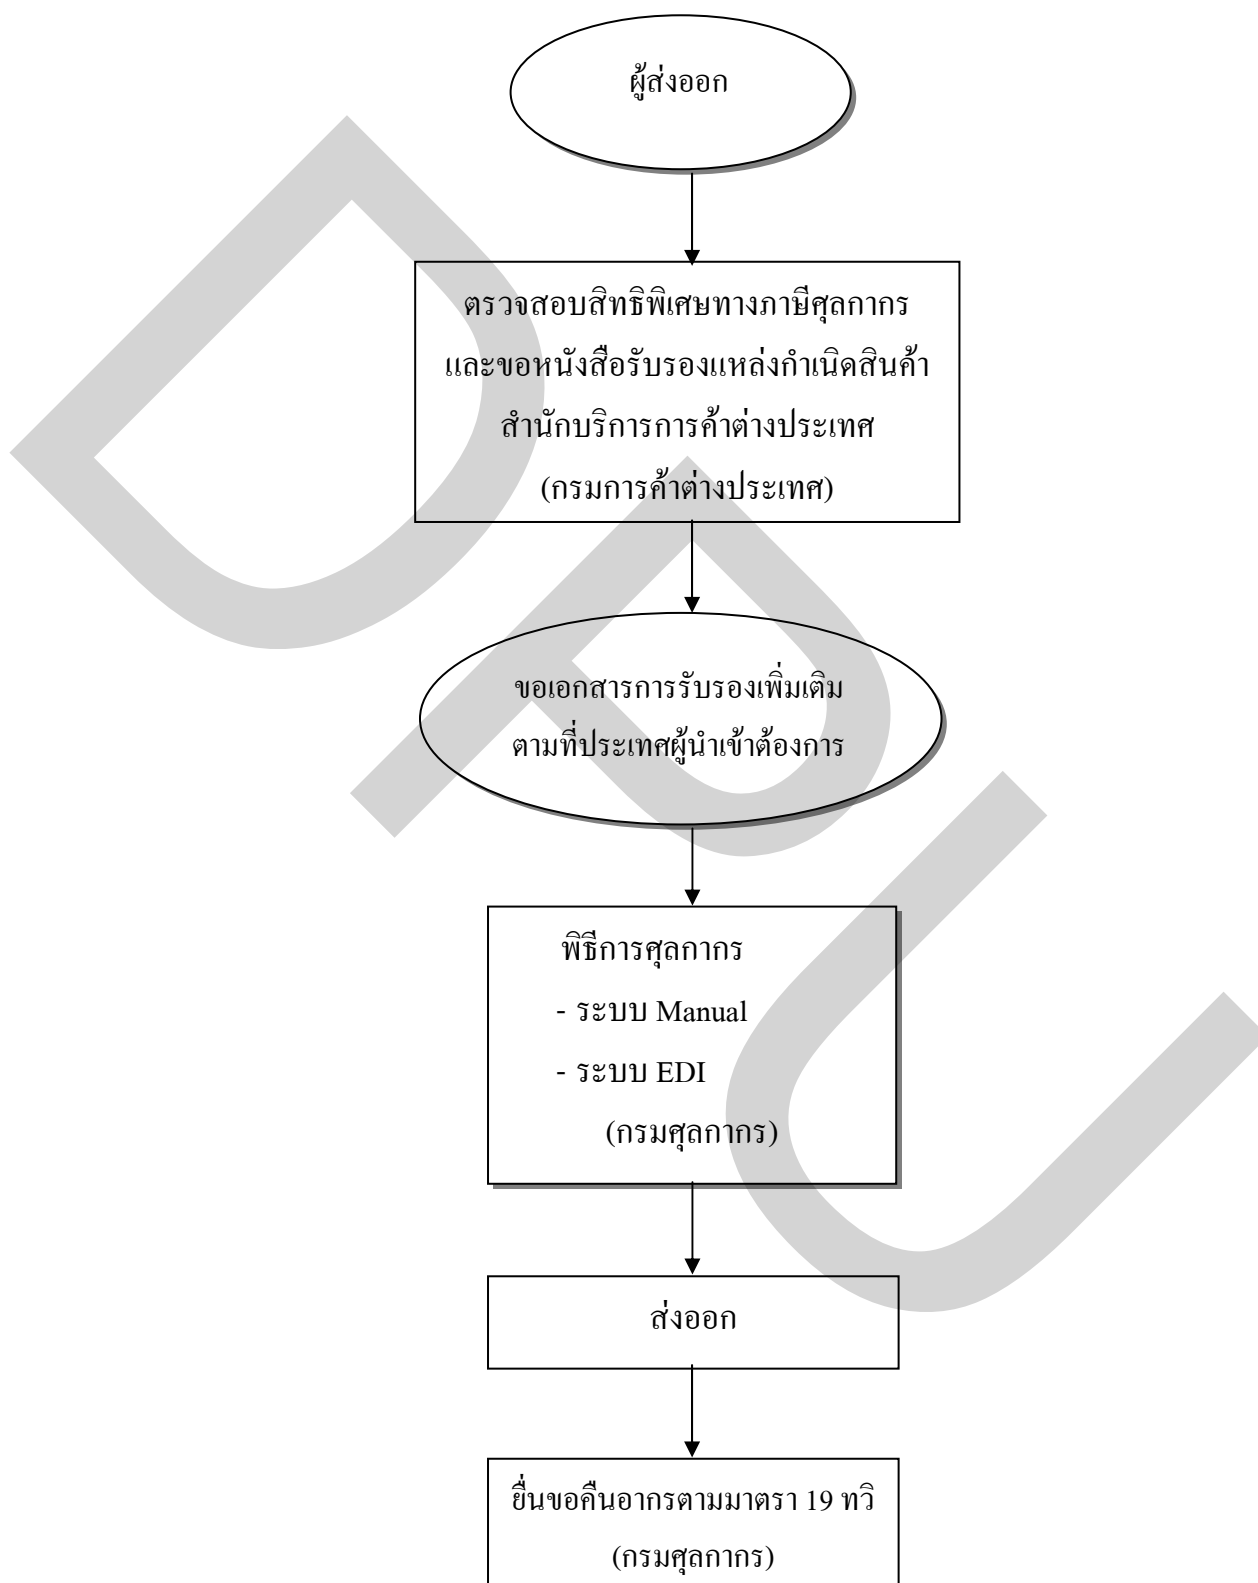 ผู้ส่งออก
ตรวจสอบสิทธิพิเศษทางภาษีศุลกากร
และขอหนังสือรับรองแหล่งกำเนิดสินค้า
สำนักบริการการค้าต่างประเทศ
(กรมการค้าต่างประเทศ)
ขอเอกสารการรับรองเพิ่มเติม
ตามที่ประเทศผู้นำเข้าต้องการ
พิธีการศุลกากร
- ระบบ Manual
- ระบบ EDI
(กรมศุลกากร)
ส่งออก
ยื่นขอคืนอากรตามมาตรา 19 ทวิ
(กรมศุลกากร)
DPU